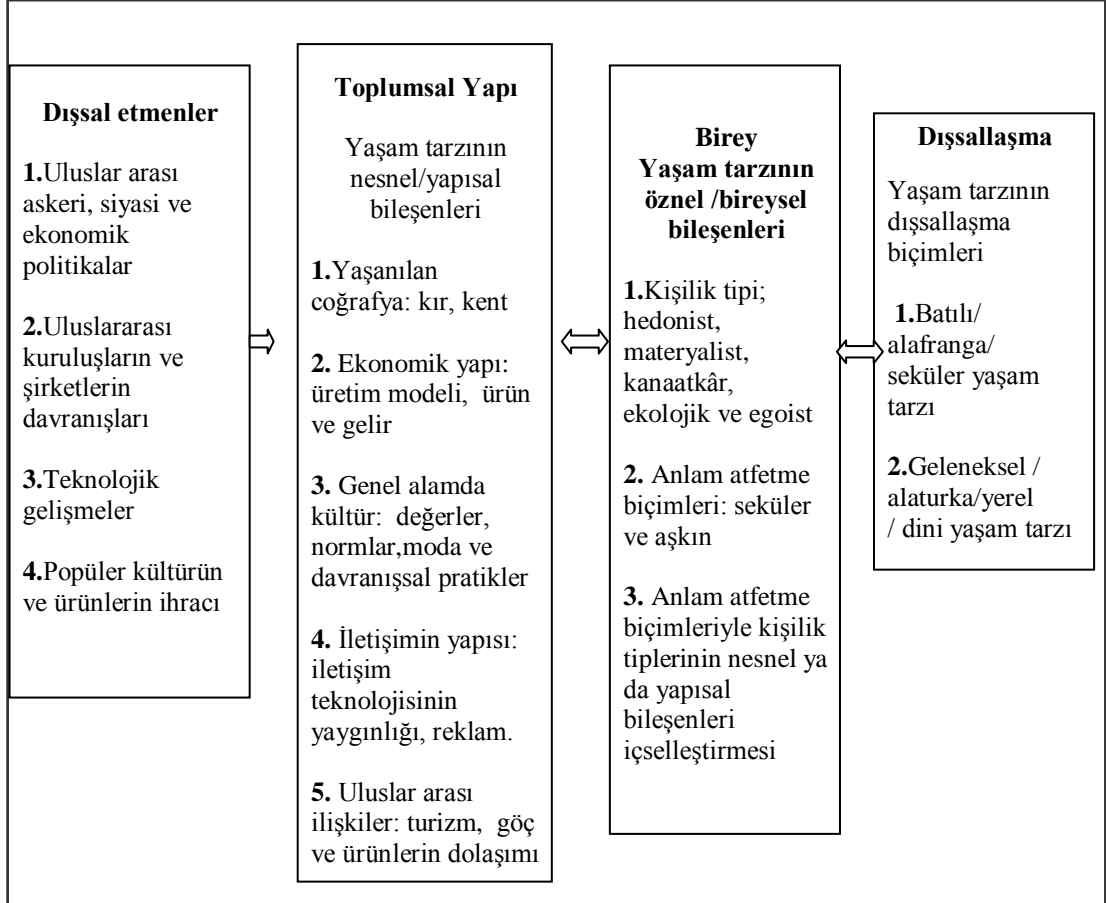 Dışsal etmenler
1.Uluslar arası
askeri, siyasi ve
ekonomik
politikalar
2.Uluslararası
kuruluşların ve
şirketlerin
davranışları
3.Teknolojik
gelişmeler
4.Popüler kültürün
ve ürünlerin ihracı
Toplumsal Yapı
Yaşam tarzının
nesnel/yapısal
bileşenleri
1.Yaşanılan
coğrafya: kır, kent
2. Ekonomik yapı:
üretim modeli, ürün
ve gelir
3. Genel alamda
kültür: değerler,
normlar,moda ve
davranışsal pratikler
4. İletişimin yapısı:
iletişim
teknolojisinin
yaygınlığı, reklam.
5. Uluslar arası
ilişkiler: turizm, göç
ve ürünlerin dolaşımı
Birey
Yaşam tarzının
öznel /bireysel
bileşenleri
1.Kişilik tipi;
hedonist,
materyalist,
kanaatkâr,
ekolojik ve egoist
2. Anlam atfetme
biçimleri: seküler
ve aşkın
3. Anlam atfetme
biçimleriyle kişilik
tiplerinin nesnel ya
da yapısal
bileşenleri
içselleştirmesi
Dışsallaşma
Yaşam tarzının
dışsallaşma
biçimleri
1.Batılı/
alafranga/
seküler yaşam
tarzı
2.Geleneksel /
alaturka/yerel
/ dini yaşam tarzı